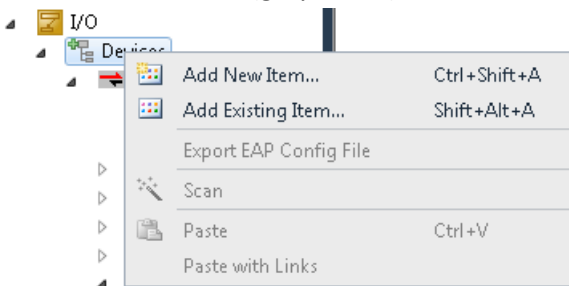 I/O
Devices
Add New Item... Ctrl+Shift+A
Add Existing Item... Shift+Alt+A
Export EAP Config File
Scan
Paste Ctrl+V
Paste with Links